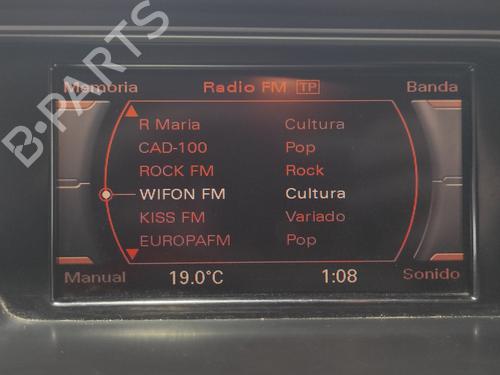 Memoria Radio FM TP Banda
R Maria Cultura
CAD-100 Pop
ROCK FM Rock
WIFON FM Cultura
KISS FM Variado
EUROPAFM Pop
Manual 19.0°C 1:08 Sonido
B-PARTS